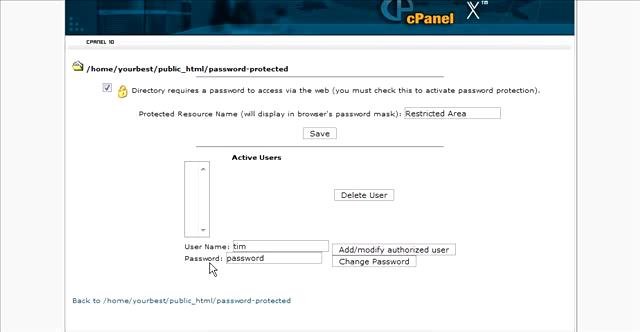 cPanel X™
CPANEL 10
/home/yourbest/public_html/password-protected
Directory requires a password to access via the web (you must check this to activate password protection).
Protected Resource Name (will display in browser's password mask): Restricted Area
Save
Active Users
Delete User
User Name: tim
Add/modify authorized user
Password: password
Change Password
Back to /home/yourbest/public_html/password-protected